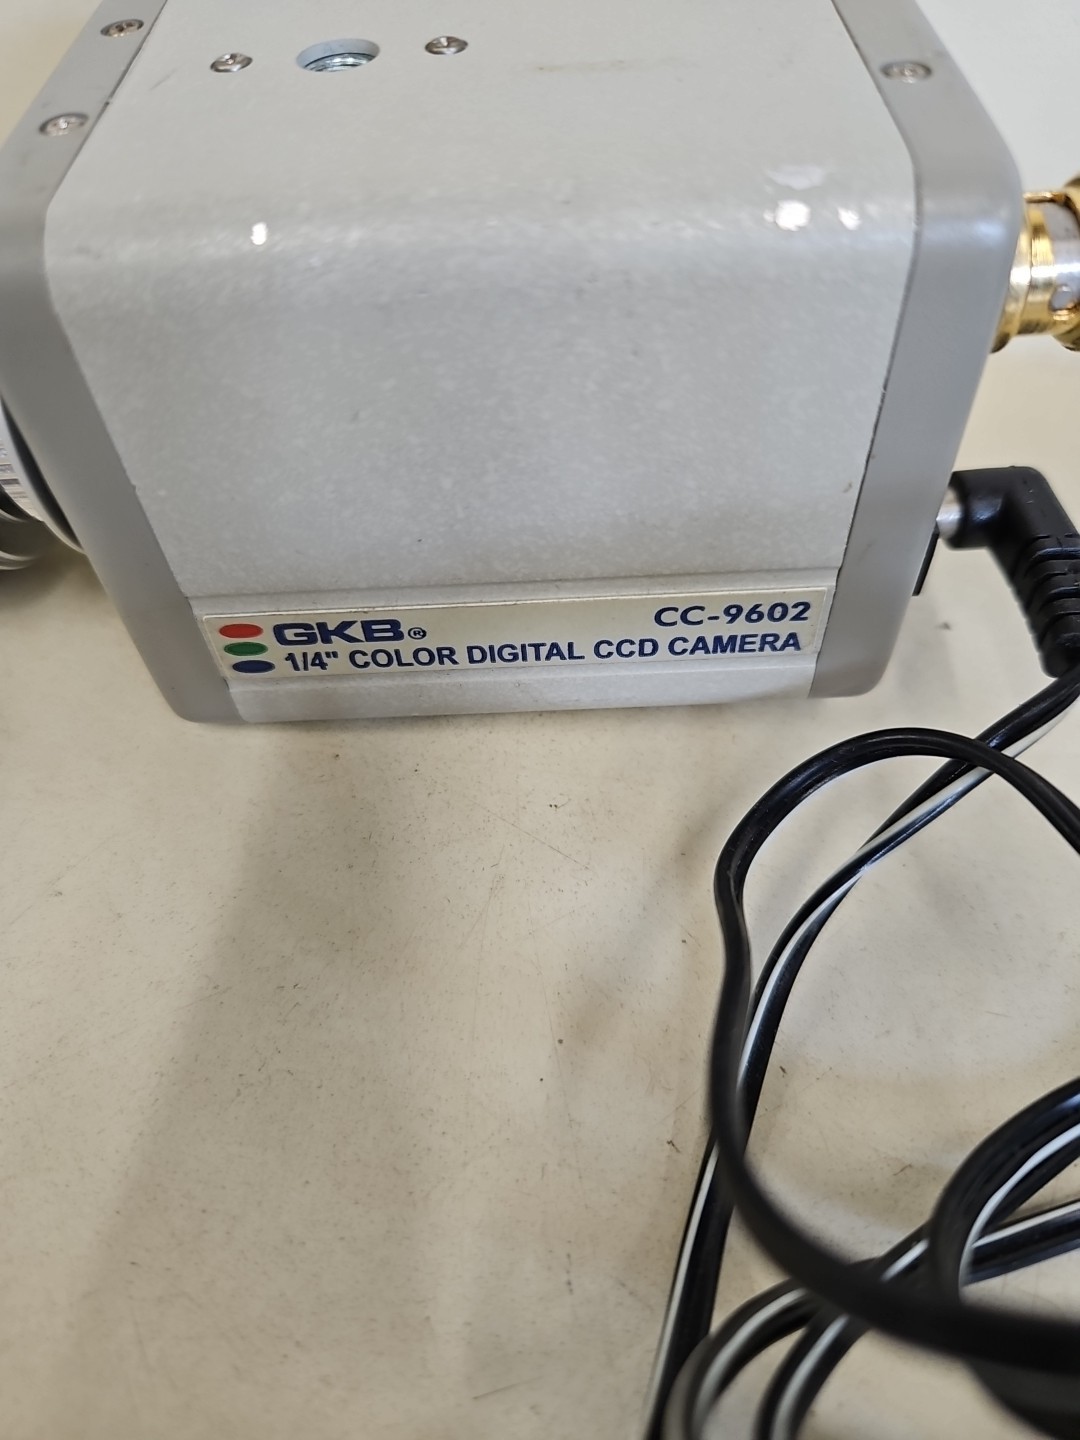 GKB® CC-9602
1/4" COLOR DIGITAL CCD CAMERA